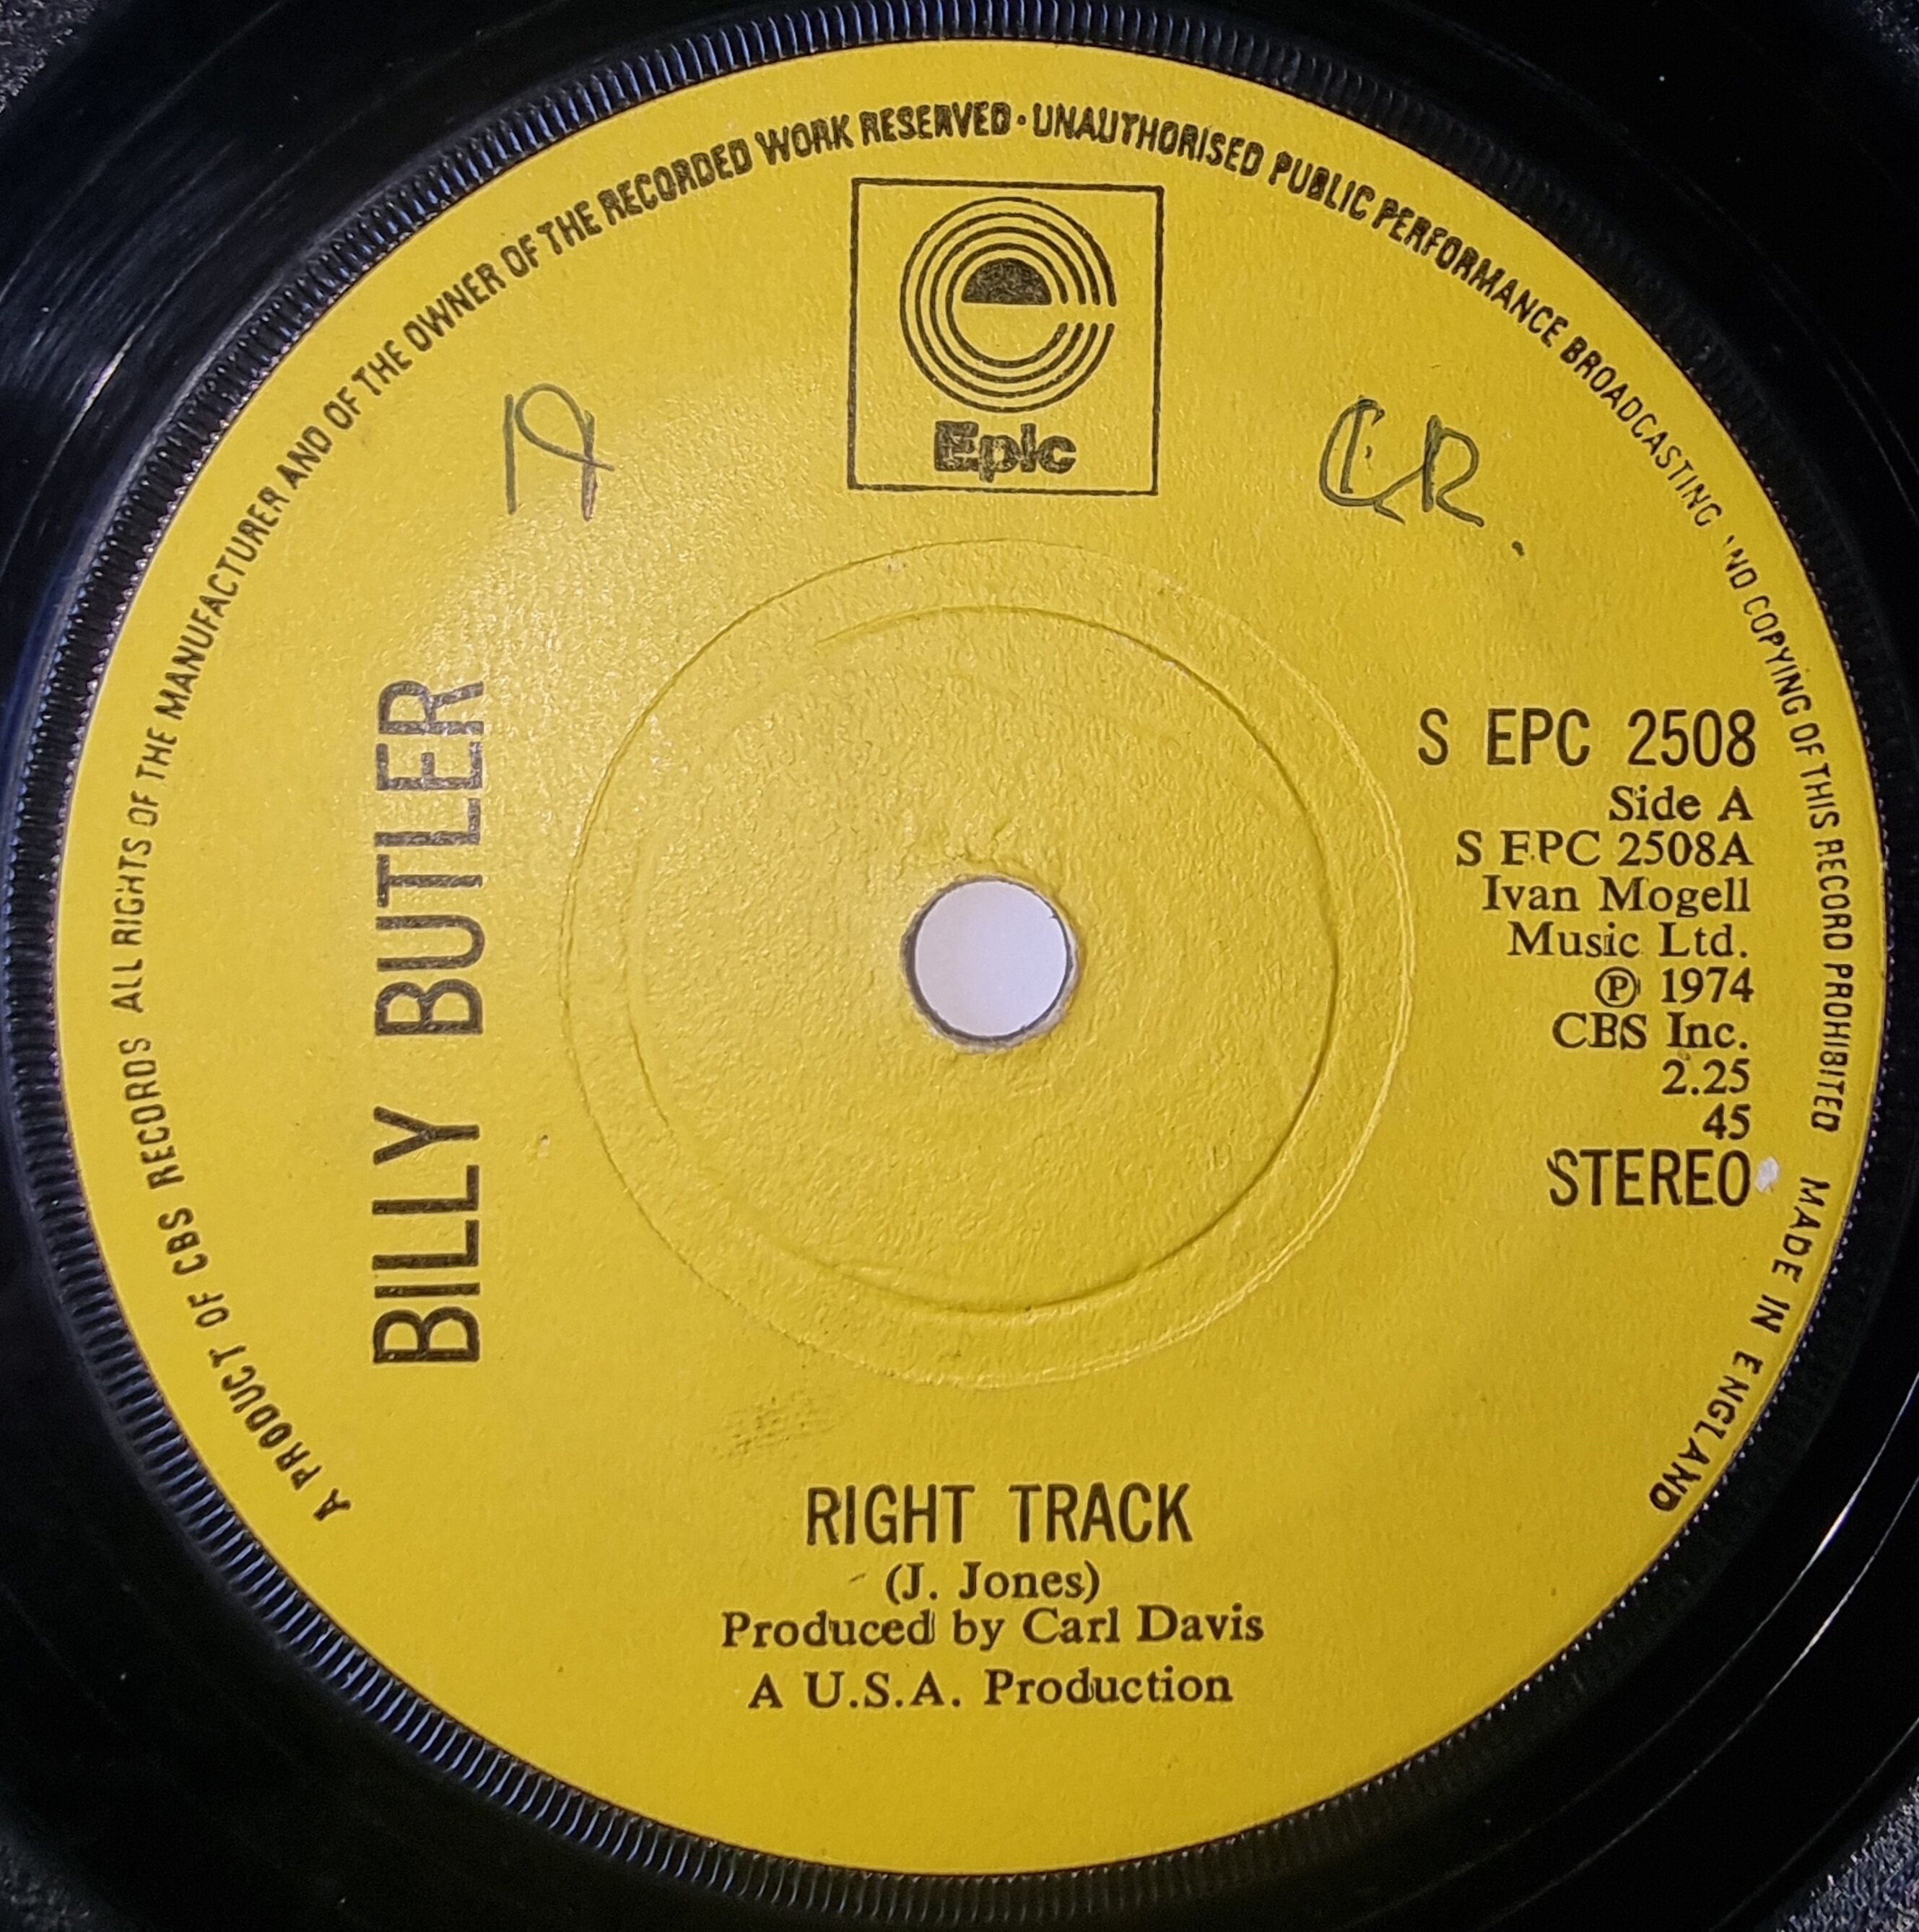 A PRODUCT OF CBS RECORDS ALL RIGHTS OF THE MANUFACTURER AND OF THE OWNER OF THE RECORDED WORK RESERVED · UNAUTHORISED PUBLIC PERFORMANCE BROADCASTING AND COPYING OF THIS RECORD PROHIBITED MADE IN ENGLAND
Epic
A
BILLY BUTLER
S EPC 2508
Side A
S EPC 2508A
Ivan Mogell
Music Ltd.
℗ 1974
CBS Inc.
2.25
45
STEREO
RIGHT TRACK
(J. Jones)
Produced by Carl Davis
A U.S.A. Production